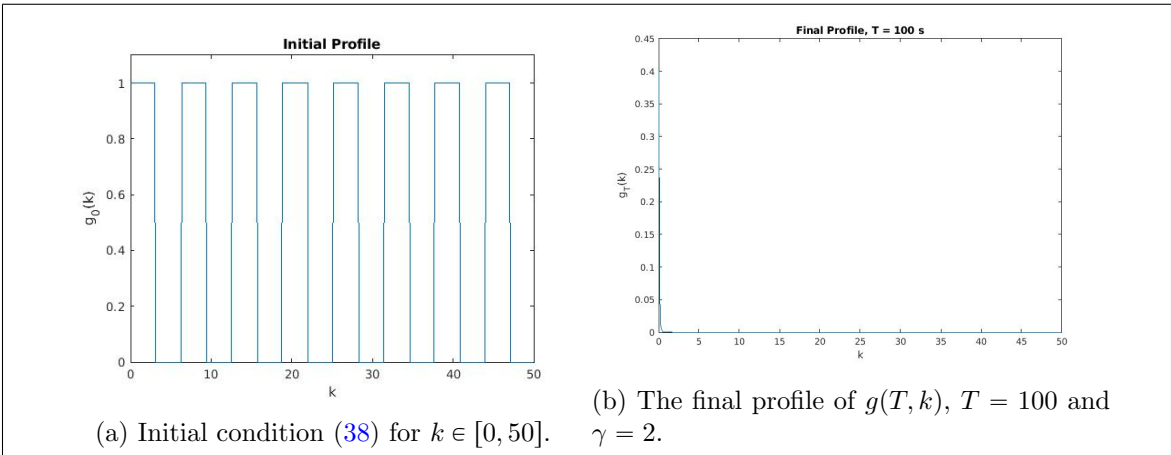 Initial Profile
1
0.8
0.6
0.4
0.2
0
g0(k)
0 10 20 30 40 50
k
(a) Initial condition (38) for k ∈ [0, 50].
Final Profile, T = 100 s
0.45
0.4
0.35
0.3
0.25
0.2
0.15
0.1
0.05
0
gT(k)
0 5 10 15 20 25 30 35 40 45 50
k
(b) The final profile of g(T, k), T = 100 and
γ = 2.